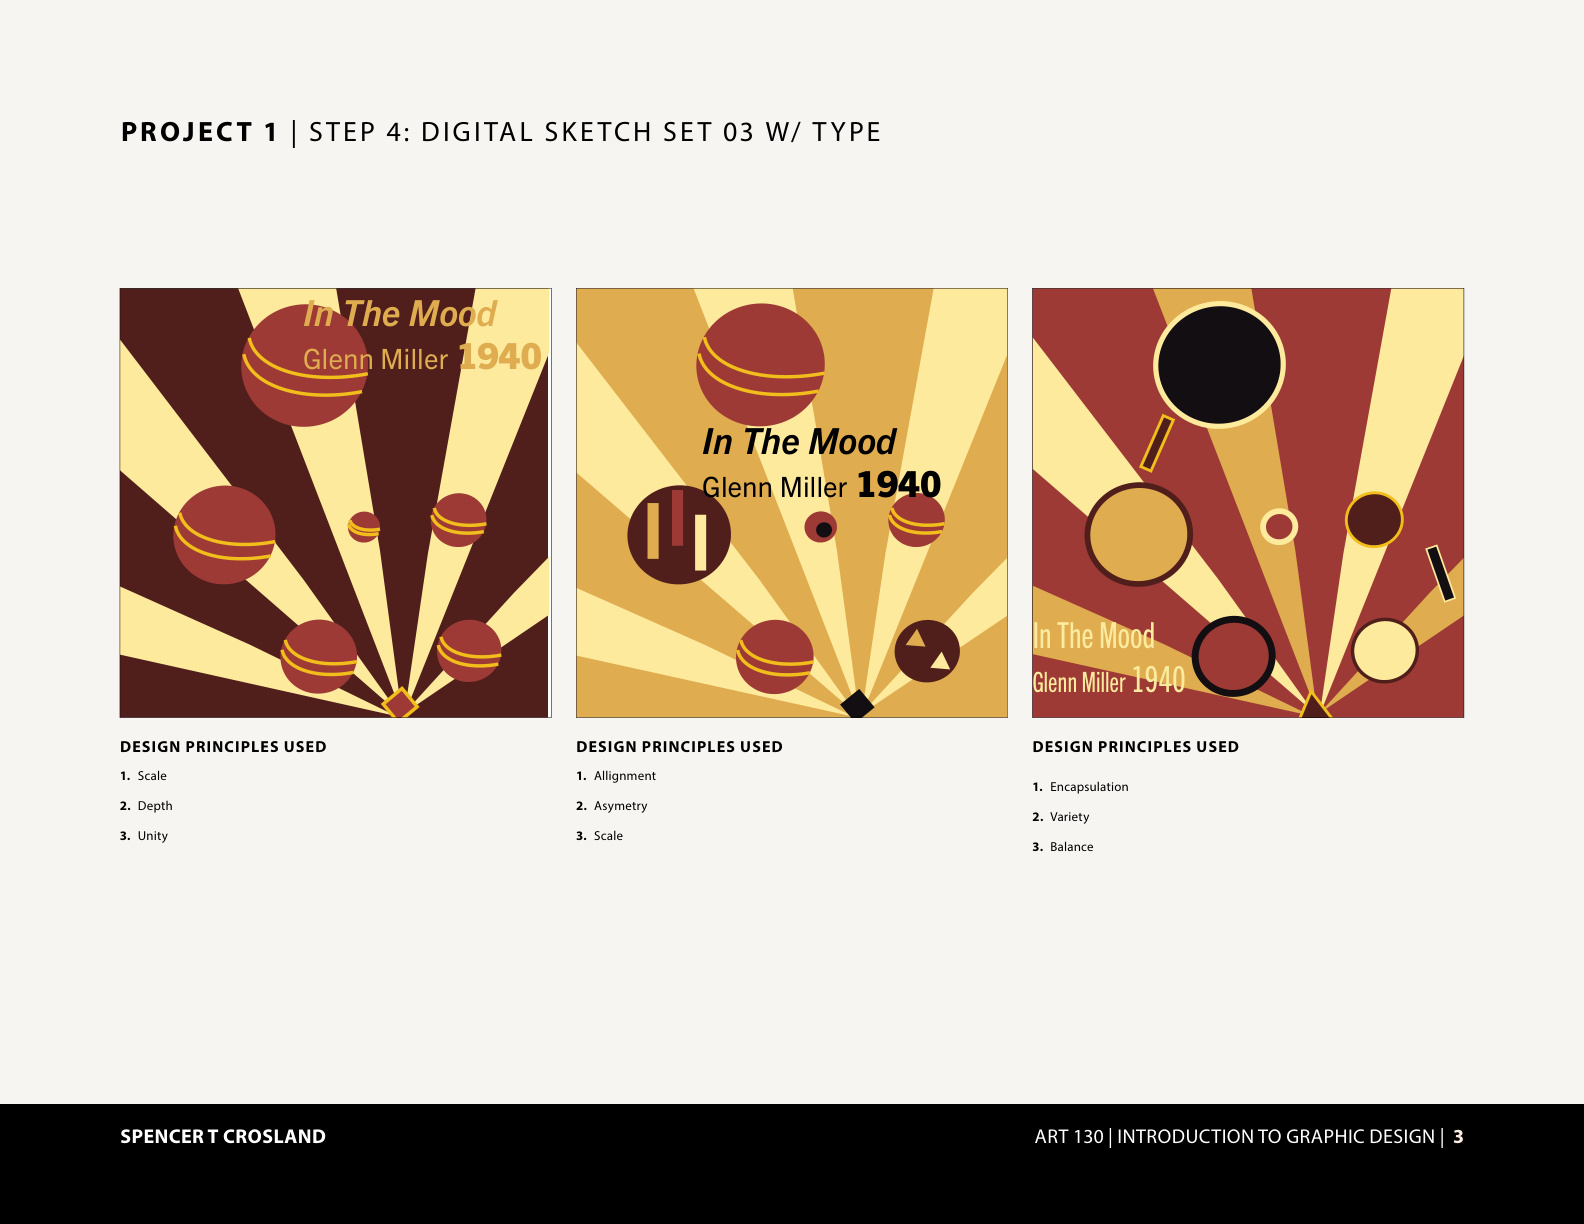 PROJECT 1 | STEP 4: DIGITAL SKETCH SET 03 W/ TYPE
In The Mood
Glenn Miller 1940
In The Mood
Glenn Miller 1940
In The Mood
Glenn Miller 1940
DESIGN PRINCIPLES USED
1. Scale
2. Depth
3. Unity
DESIGN PRINCIPLES USED
1. Allignment
2. Asymetry
3. Scale
DESIGN PRINCIPLES USED
1. Encapsulation
2. Variety
3. Balance
SPENCER T CROSLAND
ART 130 | INTRODUCTION TO GRAPHIC DESIGN | 3